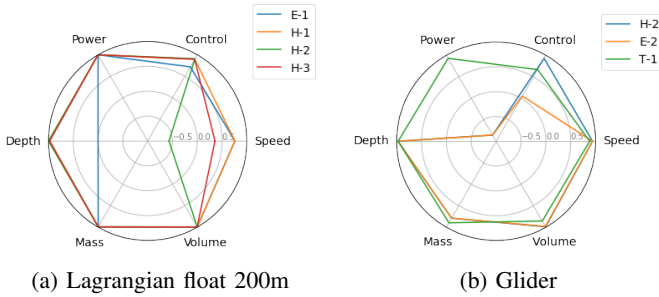 E-1
H-1
H-2
H-3
Power
Control
Depth
−0.5
0.0
0.5
Speed
Mass
Volume
(a) Lagrangian float 200m
H-2
E-2
T-1
Power
Control
Depth
−0.5
0.0
0.5
Speed
Mass
Volume
(b) Glider